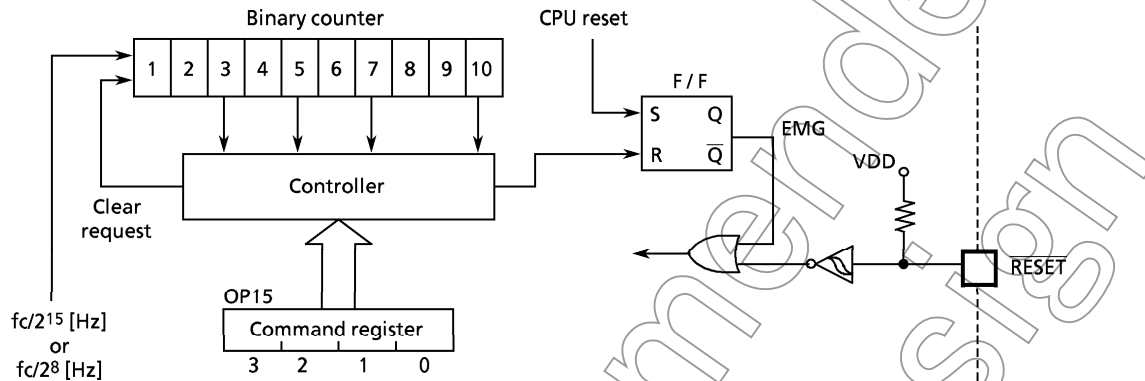 Binary counter
CPU reset
1 2 3 4 5 6 7 8 9 10
F / F
S Q
EMG
R Q̅
VDD
Controller
Clear
request
R̅E̅S̅E̅T̅
OP15
fc/2¹⁵ [Hz]
or
fc/2⁸ [Hz]
Command register
3 2 1 0